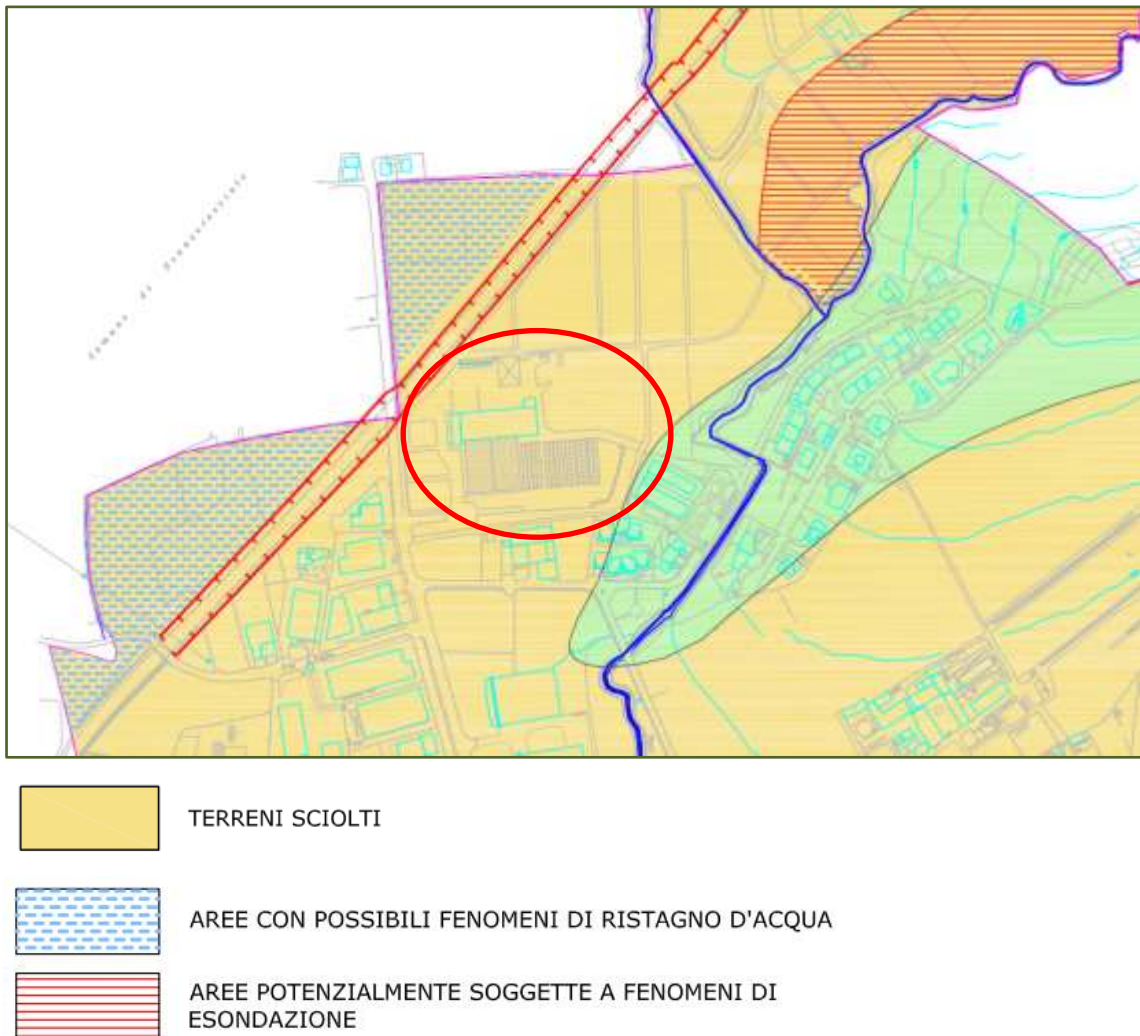 TERRENI SCIOLTI
AREE CON POSSIBILI FENOMENI DI RISTAGNO D'ACQUA
AREE POTENZIALMENTE SOGGETTE A FENOMENI DI
ESONDAZIONE